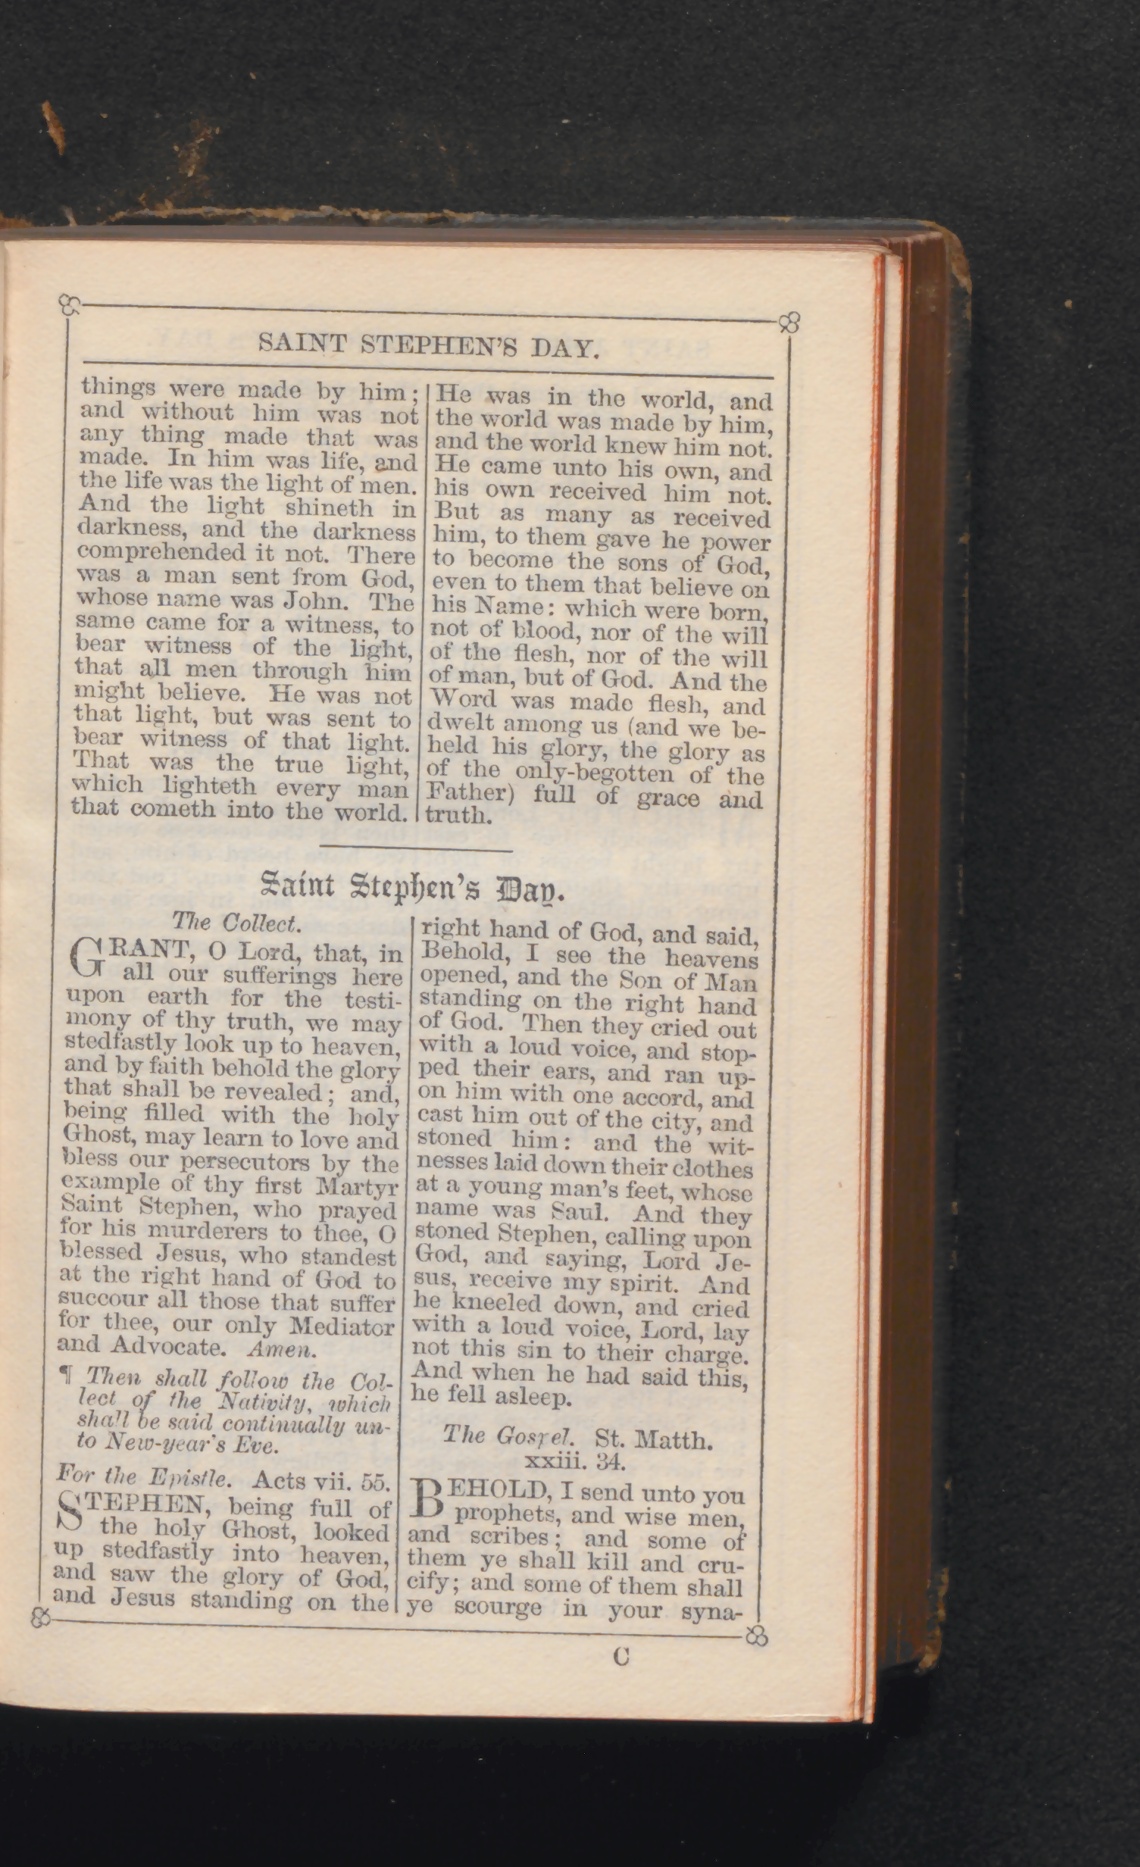 SAINT STEPHEN'S DAY.
things were made by him;
and without him was not
any thing made that was
made. In him was life, and
the life was the light of men.
And the light shineth in
darkness, and the darkness
comprehended it not. There
was a man sent from God,
whose name was John. The
same came for a witness, to
bear witness of the light,
that all men through him
might believe. He was not
that light, but was sent to
bear witness of that light.
That was the true light,
which lighteth every man
that cometh into the world.
He was in the world, and
the world was made by him,
and the world knew him not.
He came unto his own, and
his own received him not.
But as many as received
him, to them gave he power
to become the sons of God,
even to them that believe on
his Name: which were born,
not of blood, nor of the will
of the flesh, nor of the will
of man, but of God. And the
Word was made flesh, and
dwelt among us (and we be-
held his glory, the glory as
of the only-begotten of the
Father) full of grace and
truth.
Saint Stephen's Day.
The Collect.
GRANT, O Lord, that, in
all our sufferings here
upon earth for the testi-
mony of thy truth, we may
stedfastly look up to heaven,
and by faith behold the glory
that shall be revealed; and,
being filled with the holy
Ghost, may learn to love and
bless our persecutors by the
example of thy first Martyr
Saint Stephen, who prayed
for his murderers to thee, O
blessed Jesus, who standest
at the right hand of God to
succour all those that suffer
for thee, our only Mediator
and Advocate. Amen.
¶ Then shall follow the Col-
lect of the Nativity, which
shall be said continually un-
to New-year's Eve.
For the Epistle. Acts vii. 55.
STEPHEN, being full of
the holy Ghost, looked
up stedfastly into heaven,
and saw the glory of God,
and Jesus standing on the
right hand of God, and said,
Behold, I see the heavens
opened, and the Son of Man
standing on the right hand
of God. Then they cried out
with a loud voice, and stop-
ped their ears, and ran up-
on him with one accord, and
cast him out of the city, and
stoned him: and the wit-
nesses laid down their clothes
at a young man's feet, whose
name was Saul. And they
stoned Stephen, calling upon
God, and saying, Lord Je-
sus, receive my spirit. And
he kneeled down, and cried
with a loud voice, Lord, lay
not this sin to their charge.
And when he had said this,
he fell asleep.
The Gospel. St. Matth.
xxiii. 34.
BEHOLD, I send unto you
prophets, and wise men,
and scribes; and some of
them ye shall kill and cru-
cify; and some of them shall
ye scourge in your syna-
C